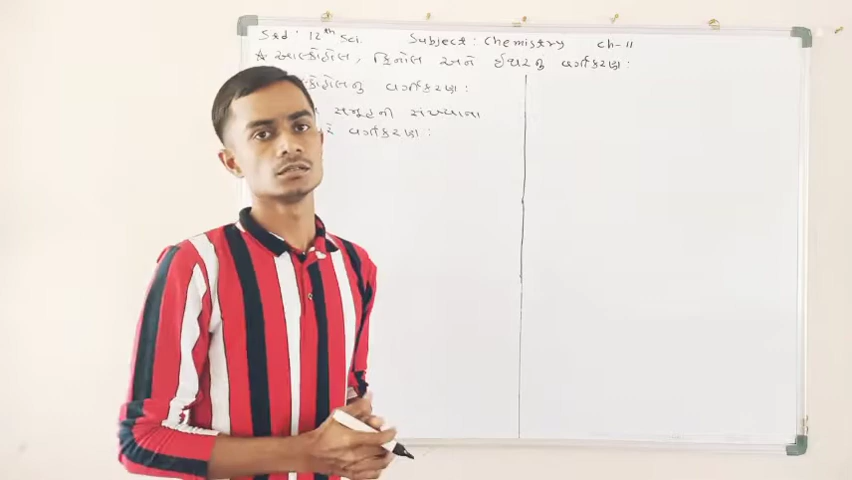 Std : 12th Sci. Subject : Chemistry ch-11
* આલ્કોહોલ, ફિનોલ અને ઈથરનુ વર્ગીકરણ :
કોહોલનુ વર્ગીકરણ :
સમૂહની સંખ્યાના
રે વર્ગીકરણ :